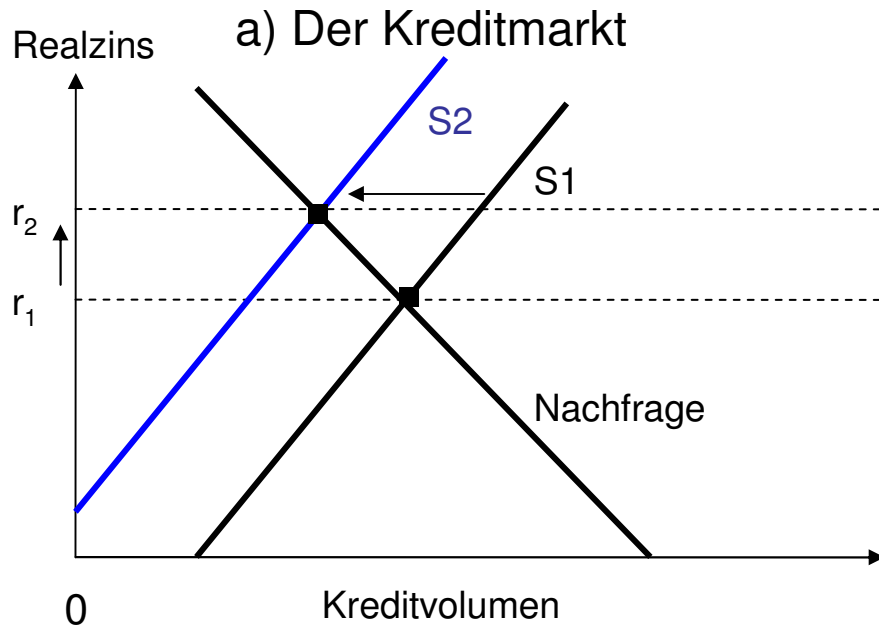 a) Der Kreditmarkt
Realzins
S2
S1
r2
r1
Nachfrage
0
Kreditvolumen